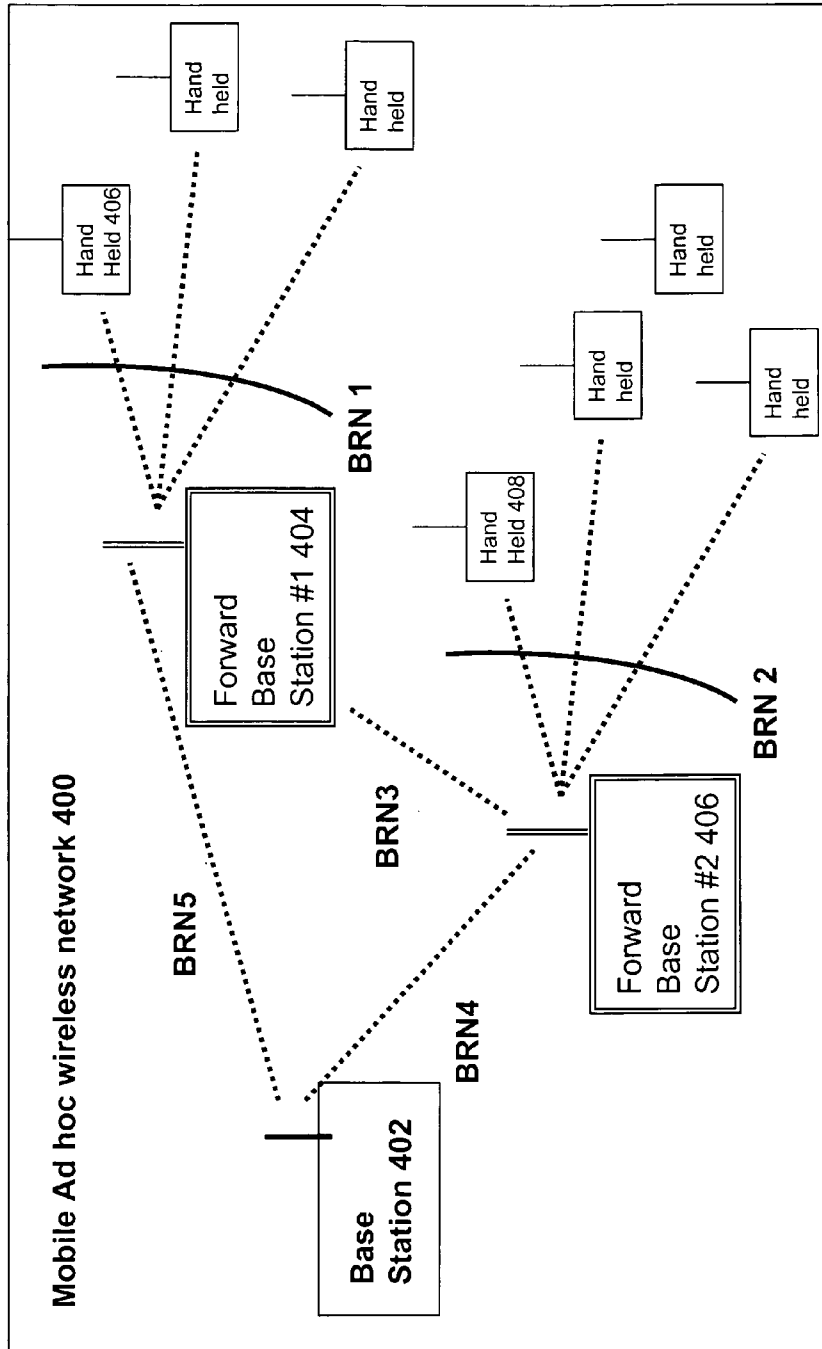 Mobile Ad hoc wireless network 400
Base
Station 402
BRN5
BRN4
BRN3
Forward
Base
Station #1 404
Forward
Base
Station #2 406
BRN 1
BRN 2
Hand
Held 406
Hand
held
Hand
held
Hand
Held 408
Hand
held
Hand
held
Hand
held